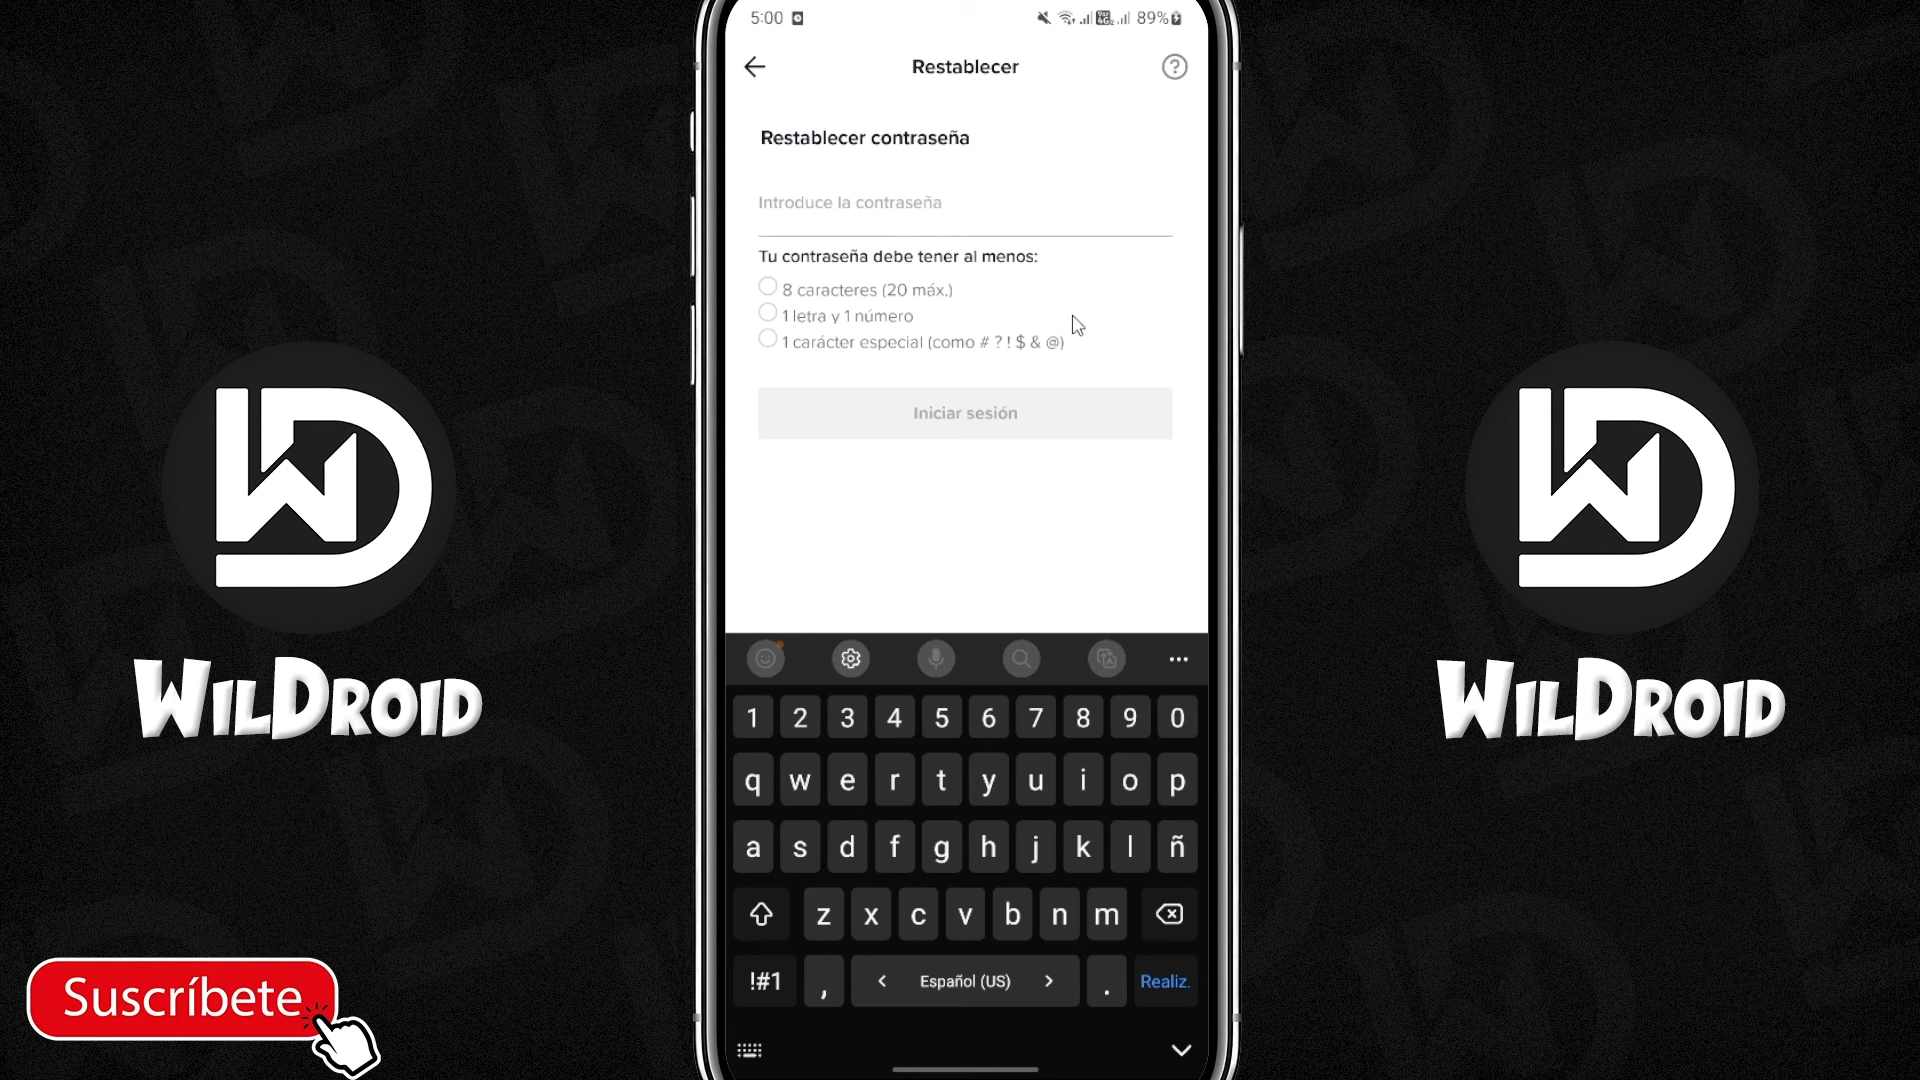 5:00 89%
Restablecer
Restablecer contraseña
Introduce la contraseña
Tu contraseña debe tener al menos:
8 caracteres (20 máx.)
1 letra y 1 número
1 carácter especial (como # ? ! $ & @)
Iniciar sesión
WILDROID
WILDROID
Suscríbete
1 2 3 4 5 6 7 8 9 0
q w e r t y u i o p
a s d f g h j k l ñ
z x c v b n m
!#1 , < Español (US) > . Realiz.